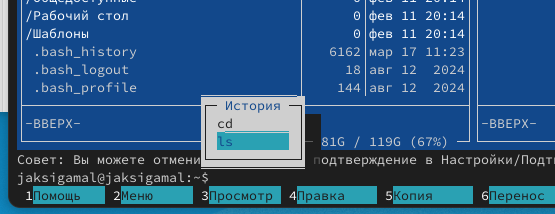 /Общедоступные 0 фев 11 20:14
/Рабочий стол 0 фев 11 20:14
/Шаблоны 0 фев 11 20:14
.bash_history 6162 мар 17 11:23
.bash_logout 18 авг 12 2024
.bash_profile 144 авг 12 2024
История
-ВВЕРХ- cd -ВВЕРХ-
ls 81G / 119G (67%)
Совет: Вы можете отмени подтверждение в Настройки/Подт
jaksigamal@jaksigamal:~$
1Помощь 2Меню 3Просмотр 4Правка 5Копия 6Перенос